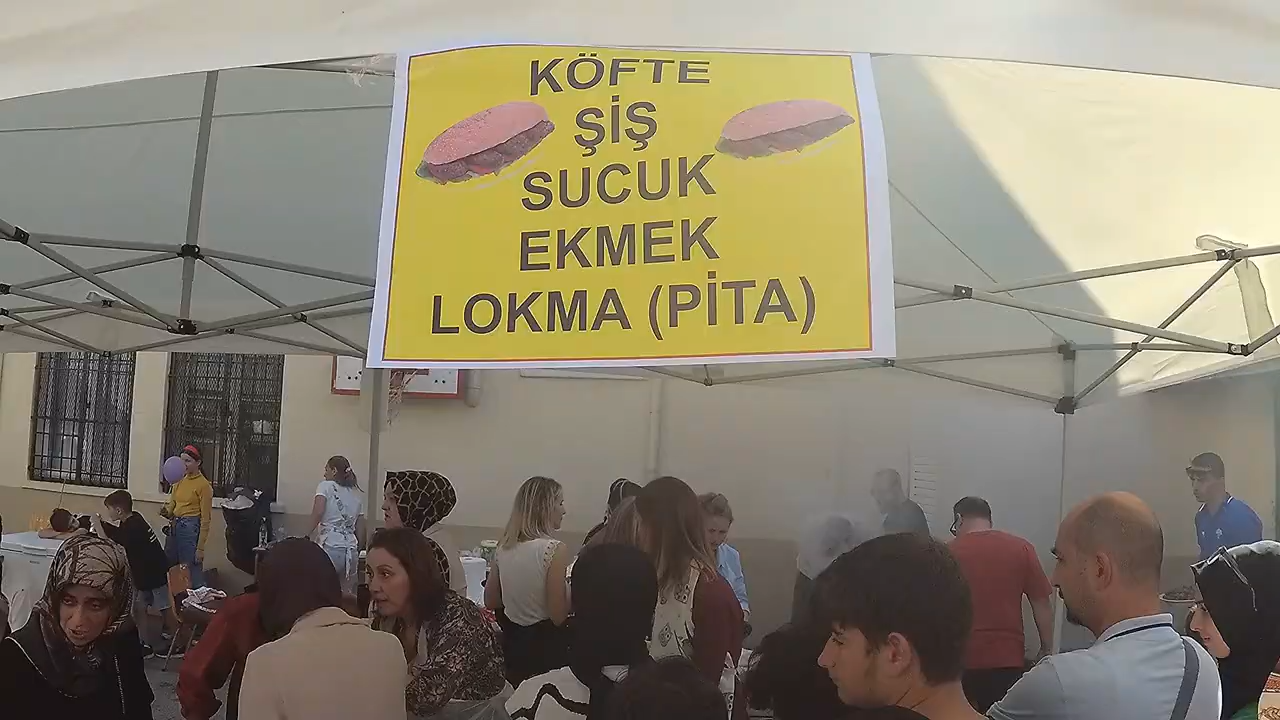 KÖFTE
ŞİŞ
SUCUK
EKMEK
LOKMA (PİTA)